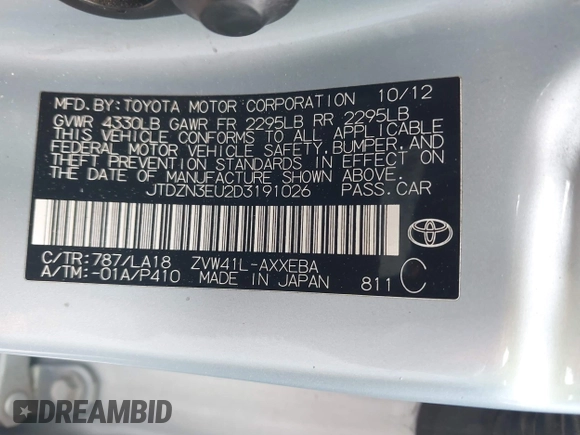 MFD. BY: TOYOTA MOTOR CORPORATION 10/12
GVWR 4330LB GAWR FR 2295LB RR 2295LB
THIS VEHICLE CONFORMS TO ALL APPLICABLE
FEDERAL MOTOR VEHICLE SAFETY, BUMPER, AND
THEFT PREVENTION STANDARDS IN EFFECT ON
THE DATE OF MANUFACTURE SHOWN ABOVE.
JTDZN3EU2D3191026 PASS. CAR
C/TR: 787/LA18 ZVW41L-AXXEBA
A/TM: -01A/P410 MADE IN JAPAN 811 C
DREAMBID